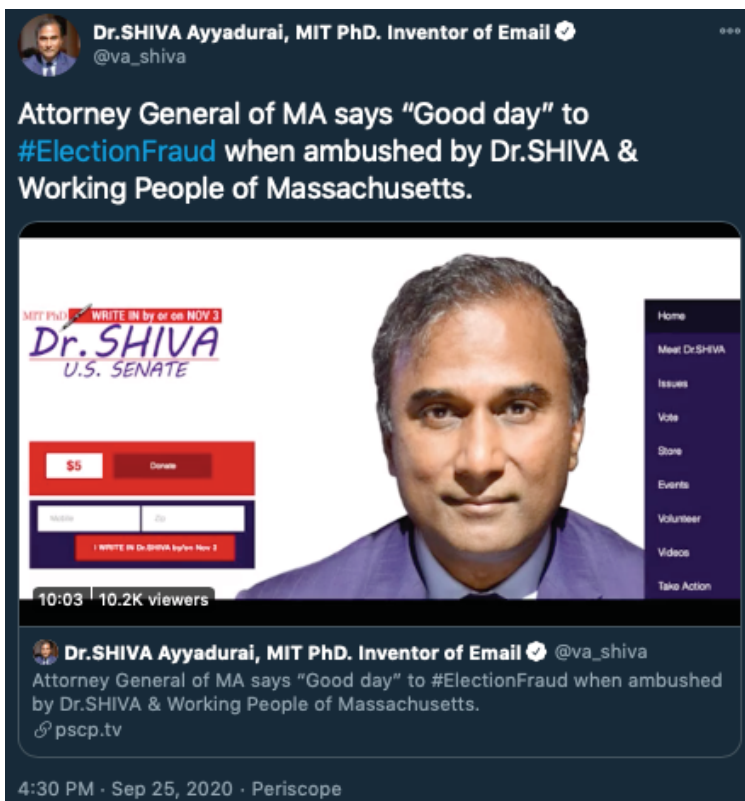 Dr.SHIVA Ayyadurai, MIT PhD. Inventor of Email
@va_shiva
Attorney General of MA says “Good day” to
#ElectionFraud when ambushed by Dr.SHIVA &
Working People of Massachusetts.
MIT PhD WRITE IN by or on NOV 3
Dr. SHIVA
U.S. SENATE
$5 Donate
Mobile Zip
I WRITE IN Dr.SHIVA by/on Nov 3
Home
Meet Dr.SHIVA
Issues
Vote
Store
Events
Volunteer
Videos
Take Action
10:03 10.2K viewers
Dr.SHIVA Ayyadurai, MIT PhD. Inventor of Email @va_shiva
Attorney General of MA says “Good day” to #ElectionFraud when ambushed
by Dr.SHIVA & Working People of Massachusetts.
pscp.tv
4:30 PM · Sep 25, 2020 · Periscope